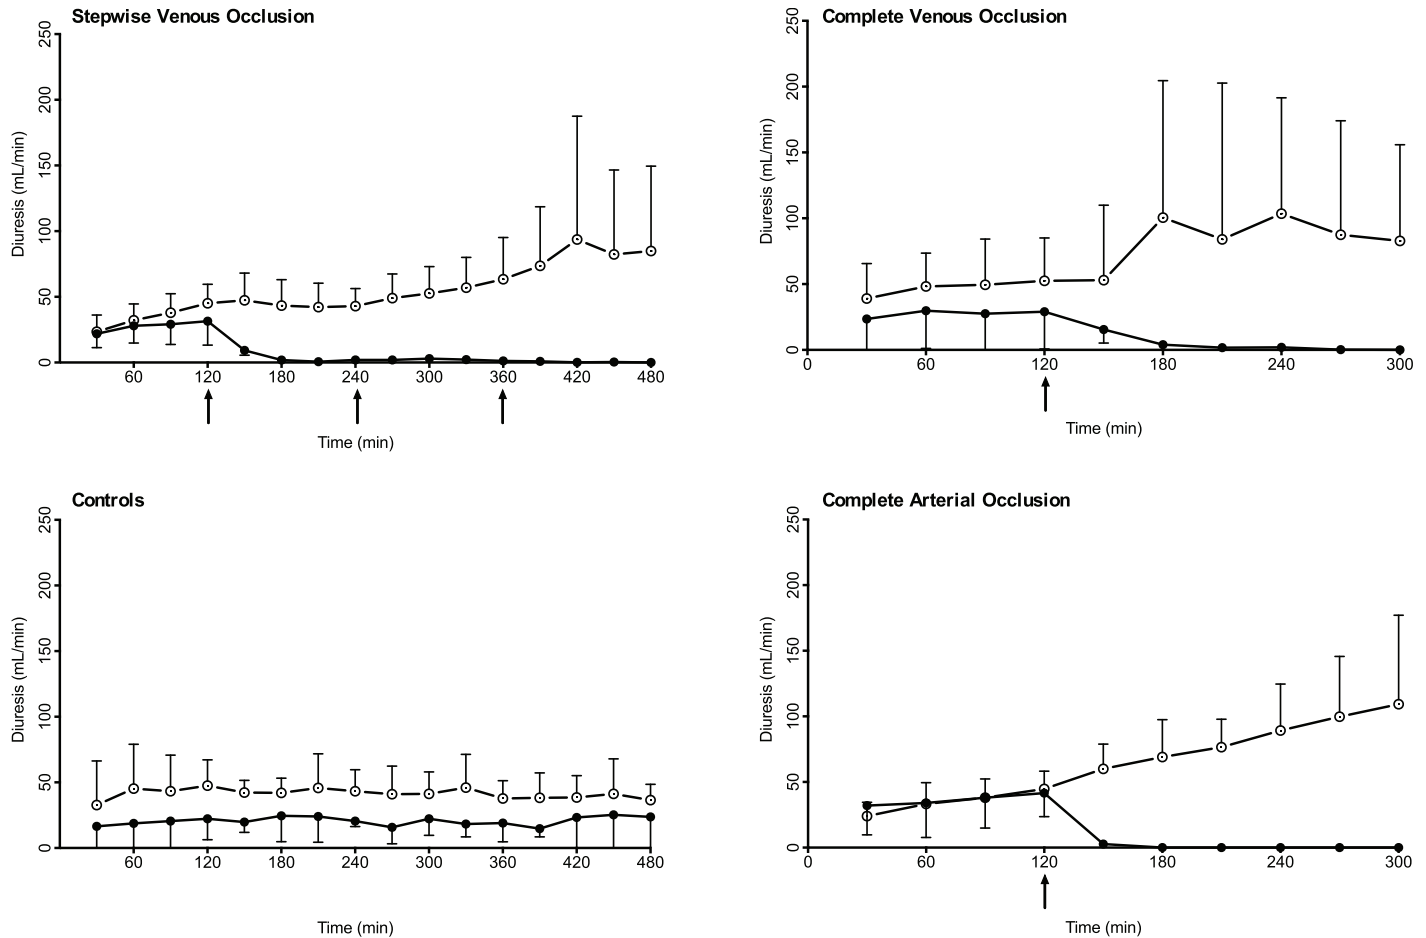 Stepwise Venous Occlusion
250
200
150
100
50
0
Diuresis (mL/min)
60 120 180 240 300 360 420 480
Time (min)
Complete Venous Occlusion
250
200
150
100
50
0
Diuresis (mL/min)
0 60 120 180 240 300
Time (min)
Controls
250
200
150
100
50
0
Diuresis (mL/min)
60 120 180 240 300 360 420 480
Time (min)
Complete Arterial Occlusion
250
200
150
100
50
0
Diuresis (mL/min)
0 60 120 180 240 300
Time (min)